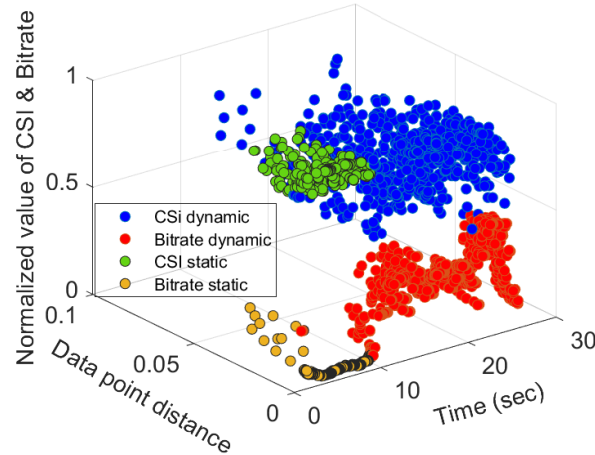 Normalized value of CSI & Bitrate
1
0.5
0
0.1
0.05
0
Data point distance
0
10
20
30
Time (sec)
CSi dynamic
Bitrate dynamic
CSI static
Bitrate static